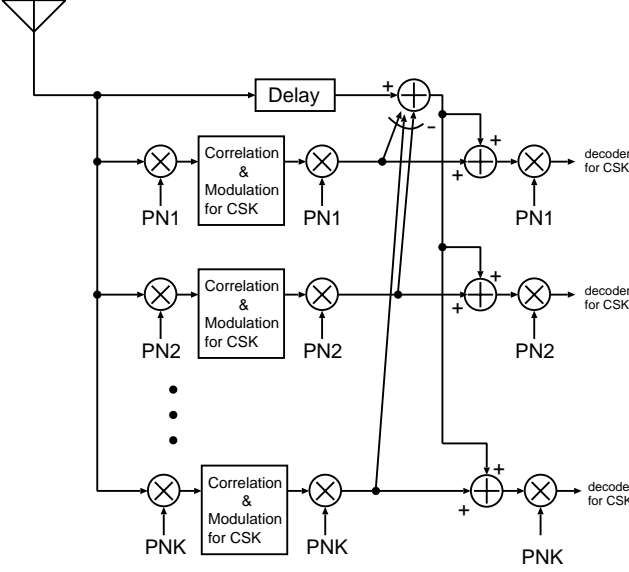 +
Delay
-
Correlation
&
Modulation
for CSK
+
+
decoder
for CSK
PN1
PN1
PN1
Correlation
&
Modulation
for CSK
+
+
decoder
for CSK
PN2
PN2
PN2
Correlation
&
Modulation
for CSK
+
+
decoder
for CSK
PNK
PNK
PNK